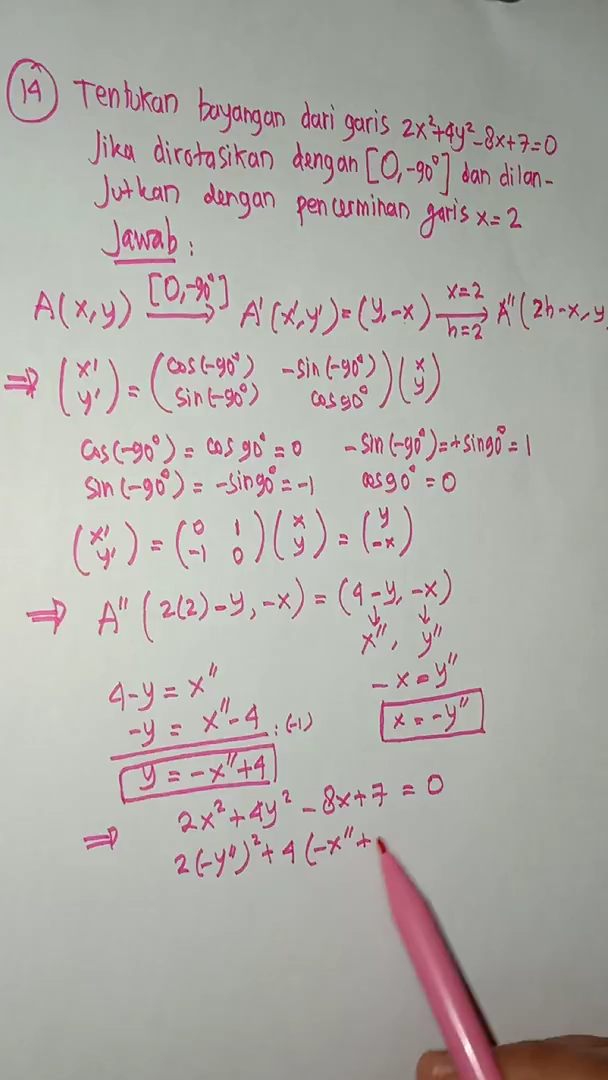 14 Tentukan bayangan dari garis 2x²+4y²-8x+7=0
Jika dirotasikan dengan [0,-90°] dan dilan-
Jutkan dengan pencerminan garis x=2
Jawab:
A(x,y) →[0,-90°] A'(x',y')=(y,-x) →x=2 h=2 A''(2h-x,y
⇒ (x' y') = (cos(-90°) -sin(-90°) sin(-90°) cos90°)(x y)
cos(-90°) = cos 90° = 0 -sin(-90°)=+sin90°=1
sin(-90°) = -sin90° = -1 cos90° = 0
(x' y') = (0 1 -1 0)(x y) = (y -x)
⇒ A''(2(2)-y,-x) = (4-y,-x)
↓ ↓
x'', y''
4-y = x'' -x = y''
-y = x''-4 :(-1) x = -y''
y = -x''+4
⇒ 2x²+4y²-8x+7 = 0
2(-y'')²+4(-x''+